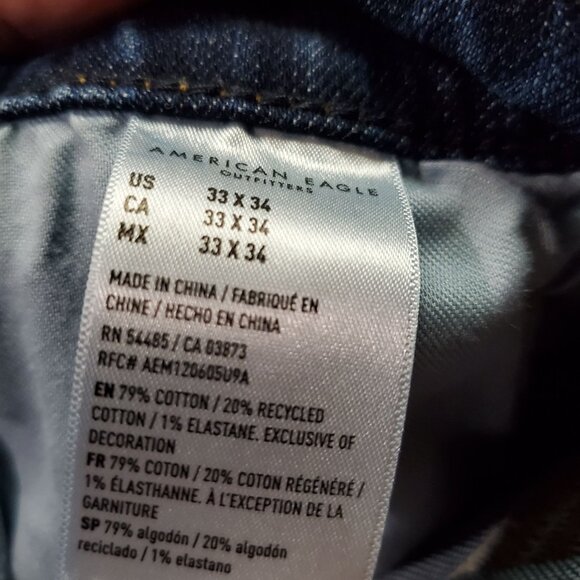 AMERICAN EAGLE
OUTFITTERS
US 33 X 34
CA 33 X 34
MX 33 X 34
MADE IN CHINA / FABRIQUÉ EN
CHINE / HECHO EN CHINA
RN 54485 / CA 03873
RFC# AEM120605U9A
EN 79% COTTON / 20% RECYCLED
COTTON / 1% ELASTANE. EXCLUSIVE OF
DECORATION
FR 79% COTON / 20% COTON RÉGÉNÉRÉ /
1% ÉLASTHANNE. À L'EXCEPTION DE LA
GARNITURE
SP 79% algodón / 20% algodón
reciclado / 1% elastano